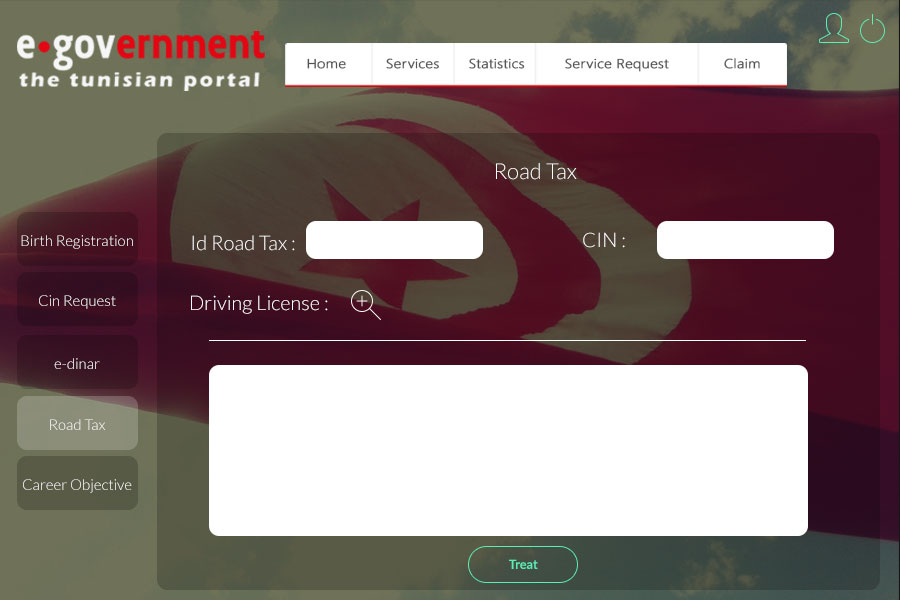 e•government
the tunisian portal
Home
Services
Statistics
Service Request
Claim
Road Tax
Id Road Tax :
CIN :
Driving License :
Birth Registration
Cin Request
e-dinar
Road Tax
Career Objective
Treat